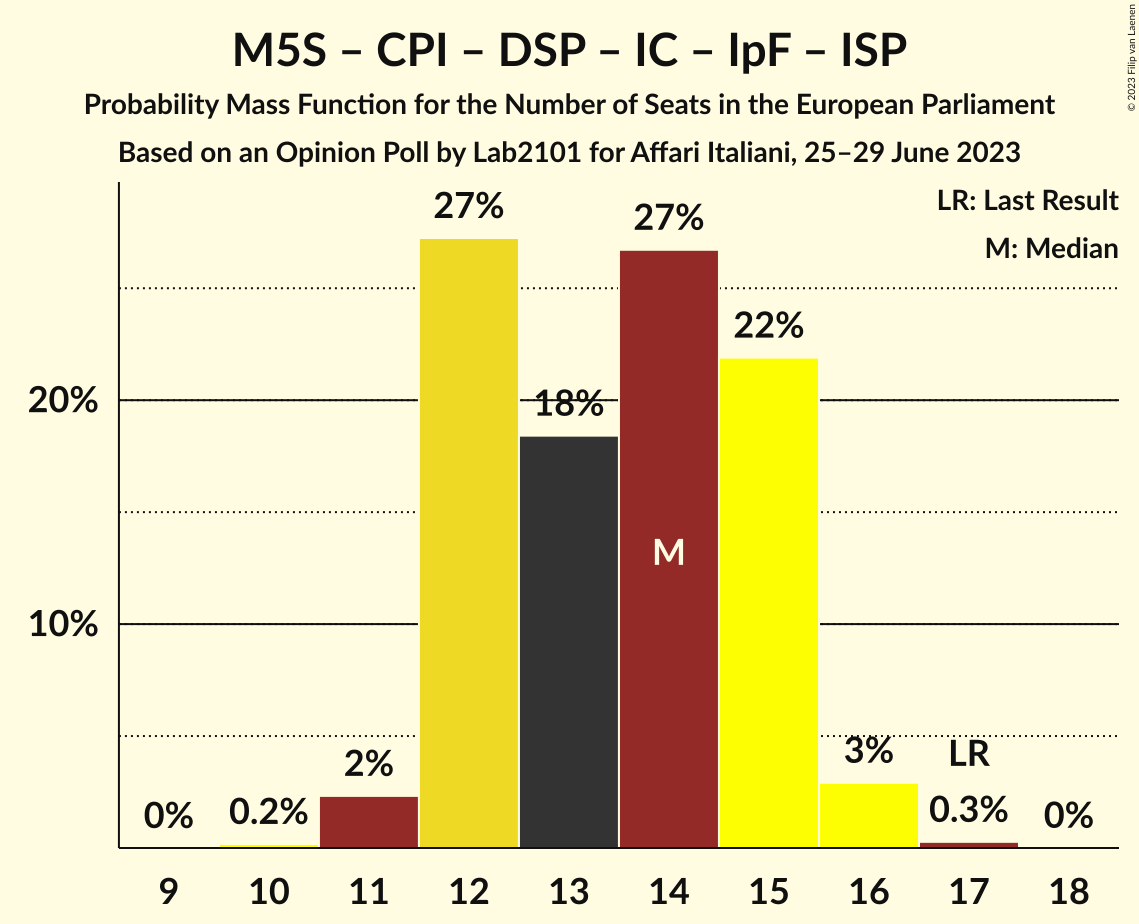 M5S – CPI – DSP – IC – IpF – ISP
Probability Mass Function for the Number of Seats in the European Parliament
Based on an Opinion Poll by Lab2101 for Affari Italiani, 25–29 June 2023
© 2023 Filip van Laenen
LR: Last Result
M: Median
27%
27%
22%
20%
18%
M
10%
2%
3%
LR
0%
0.2%
0.3%
0%
9
10
11
12
13
14
15
16
17
18